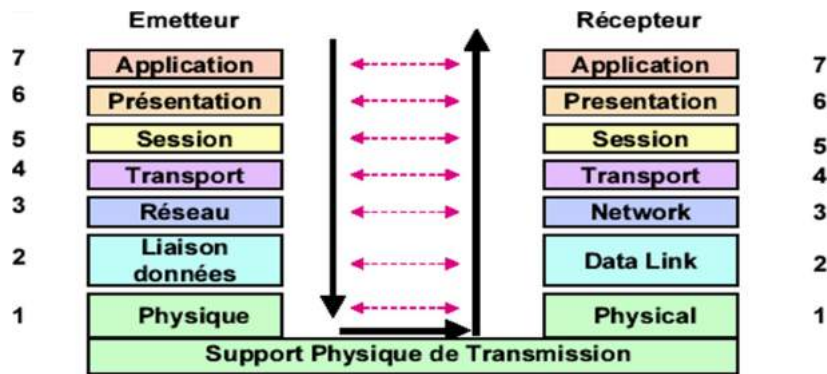 Emetteur Récepteur
7 Application Application 7
6 Présentation Presentation 6
5 Session Session 5
4 Transport Transport 4
3 Réseau Network 3
2 Liaison données Data Link 2
1 Physique Physical 1
Support Physique de Transmission